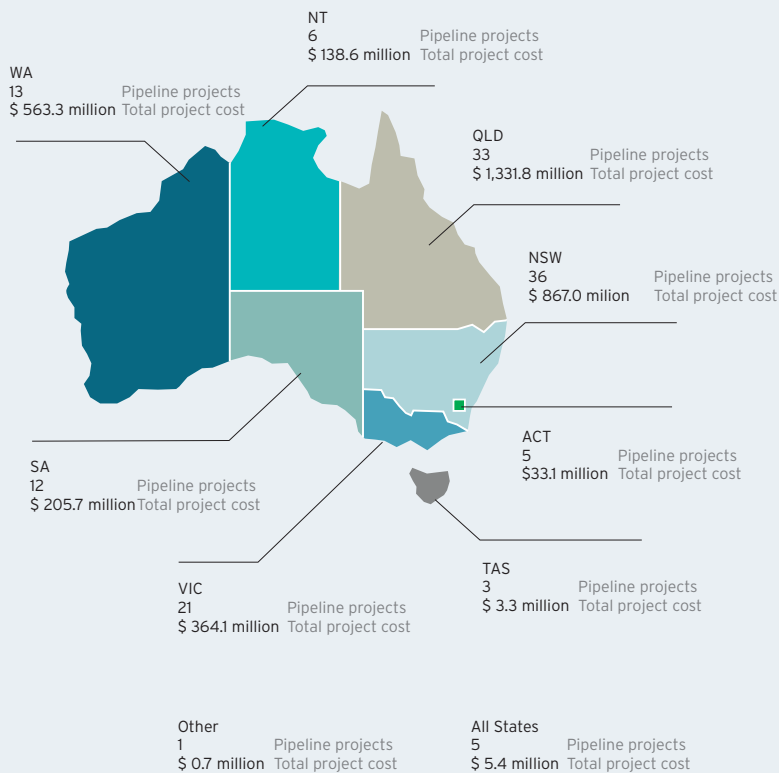 NT
6 Pipeline projects
$ 138.6 million Total project cost
WA
13 Pipeline projects
$ 563.3 million Total project cost
QLD
33 Pipeline projects
$ 1,331.8 million Total project cost
NSW
36 Pipeline projects
$ 867.0 milion Total project cost
ACT
5 Pipeline projects
$33.1 million Total project cost
SA
12 Pipeline projects
$ 205.7 million Total project cost
TAS
3 Pipeline projects
$ 3.3 million Total project cost
VIC
21 Pipeline projects
$ 364.1 million Total project cost
Other
1 Pipeline projects
$ 0.7 million Total project cost
All States
5 Pipeline projects
$ 5.4 million Total project cost